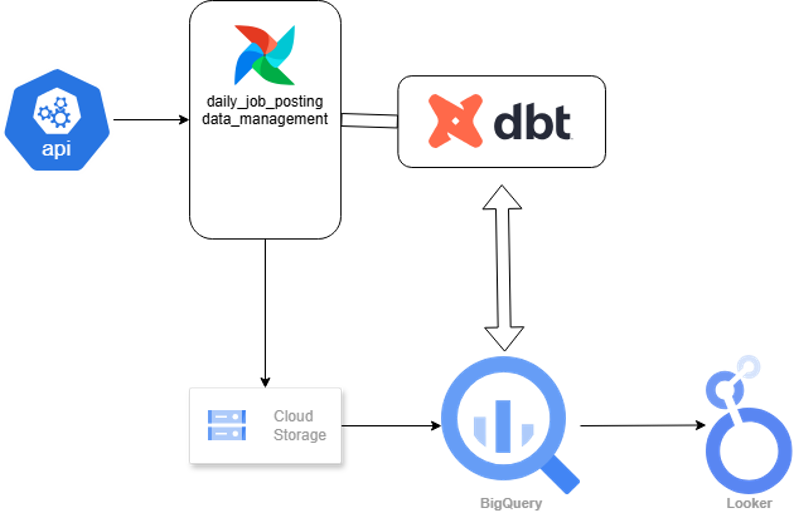 daily_job_posting
data_management
dbt
api
Cloud
Storage
BigQuery
Looker